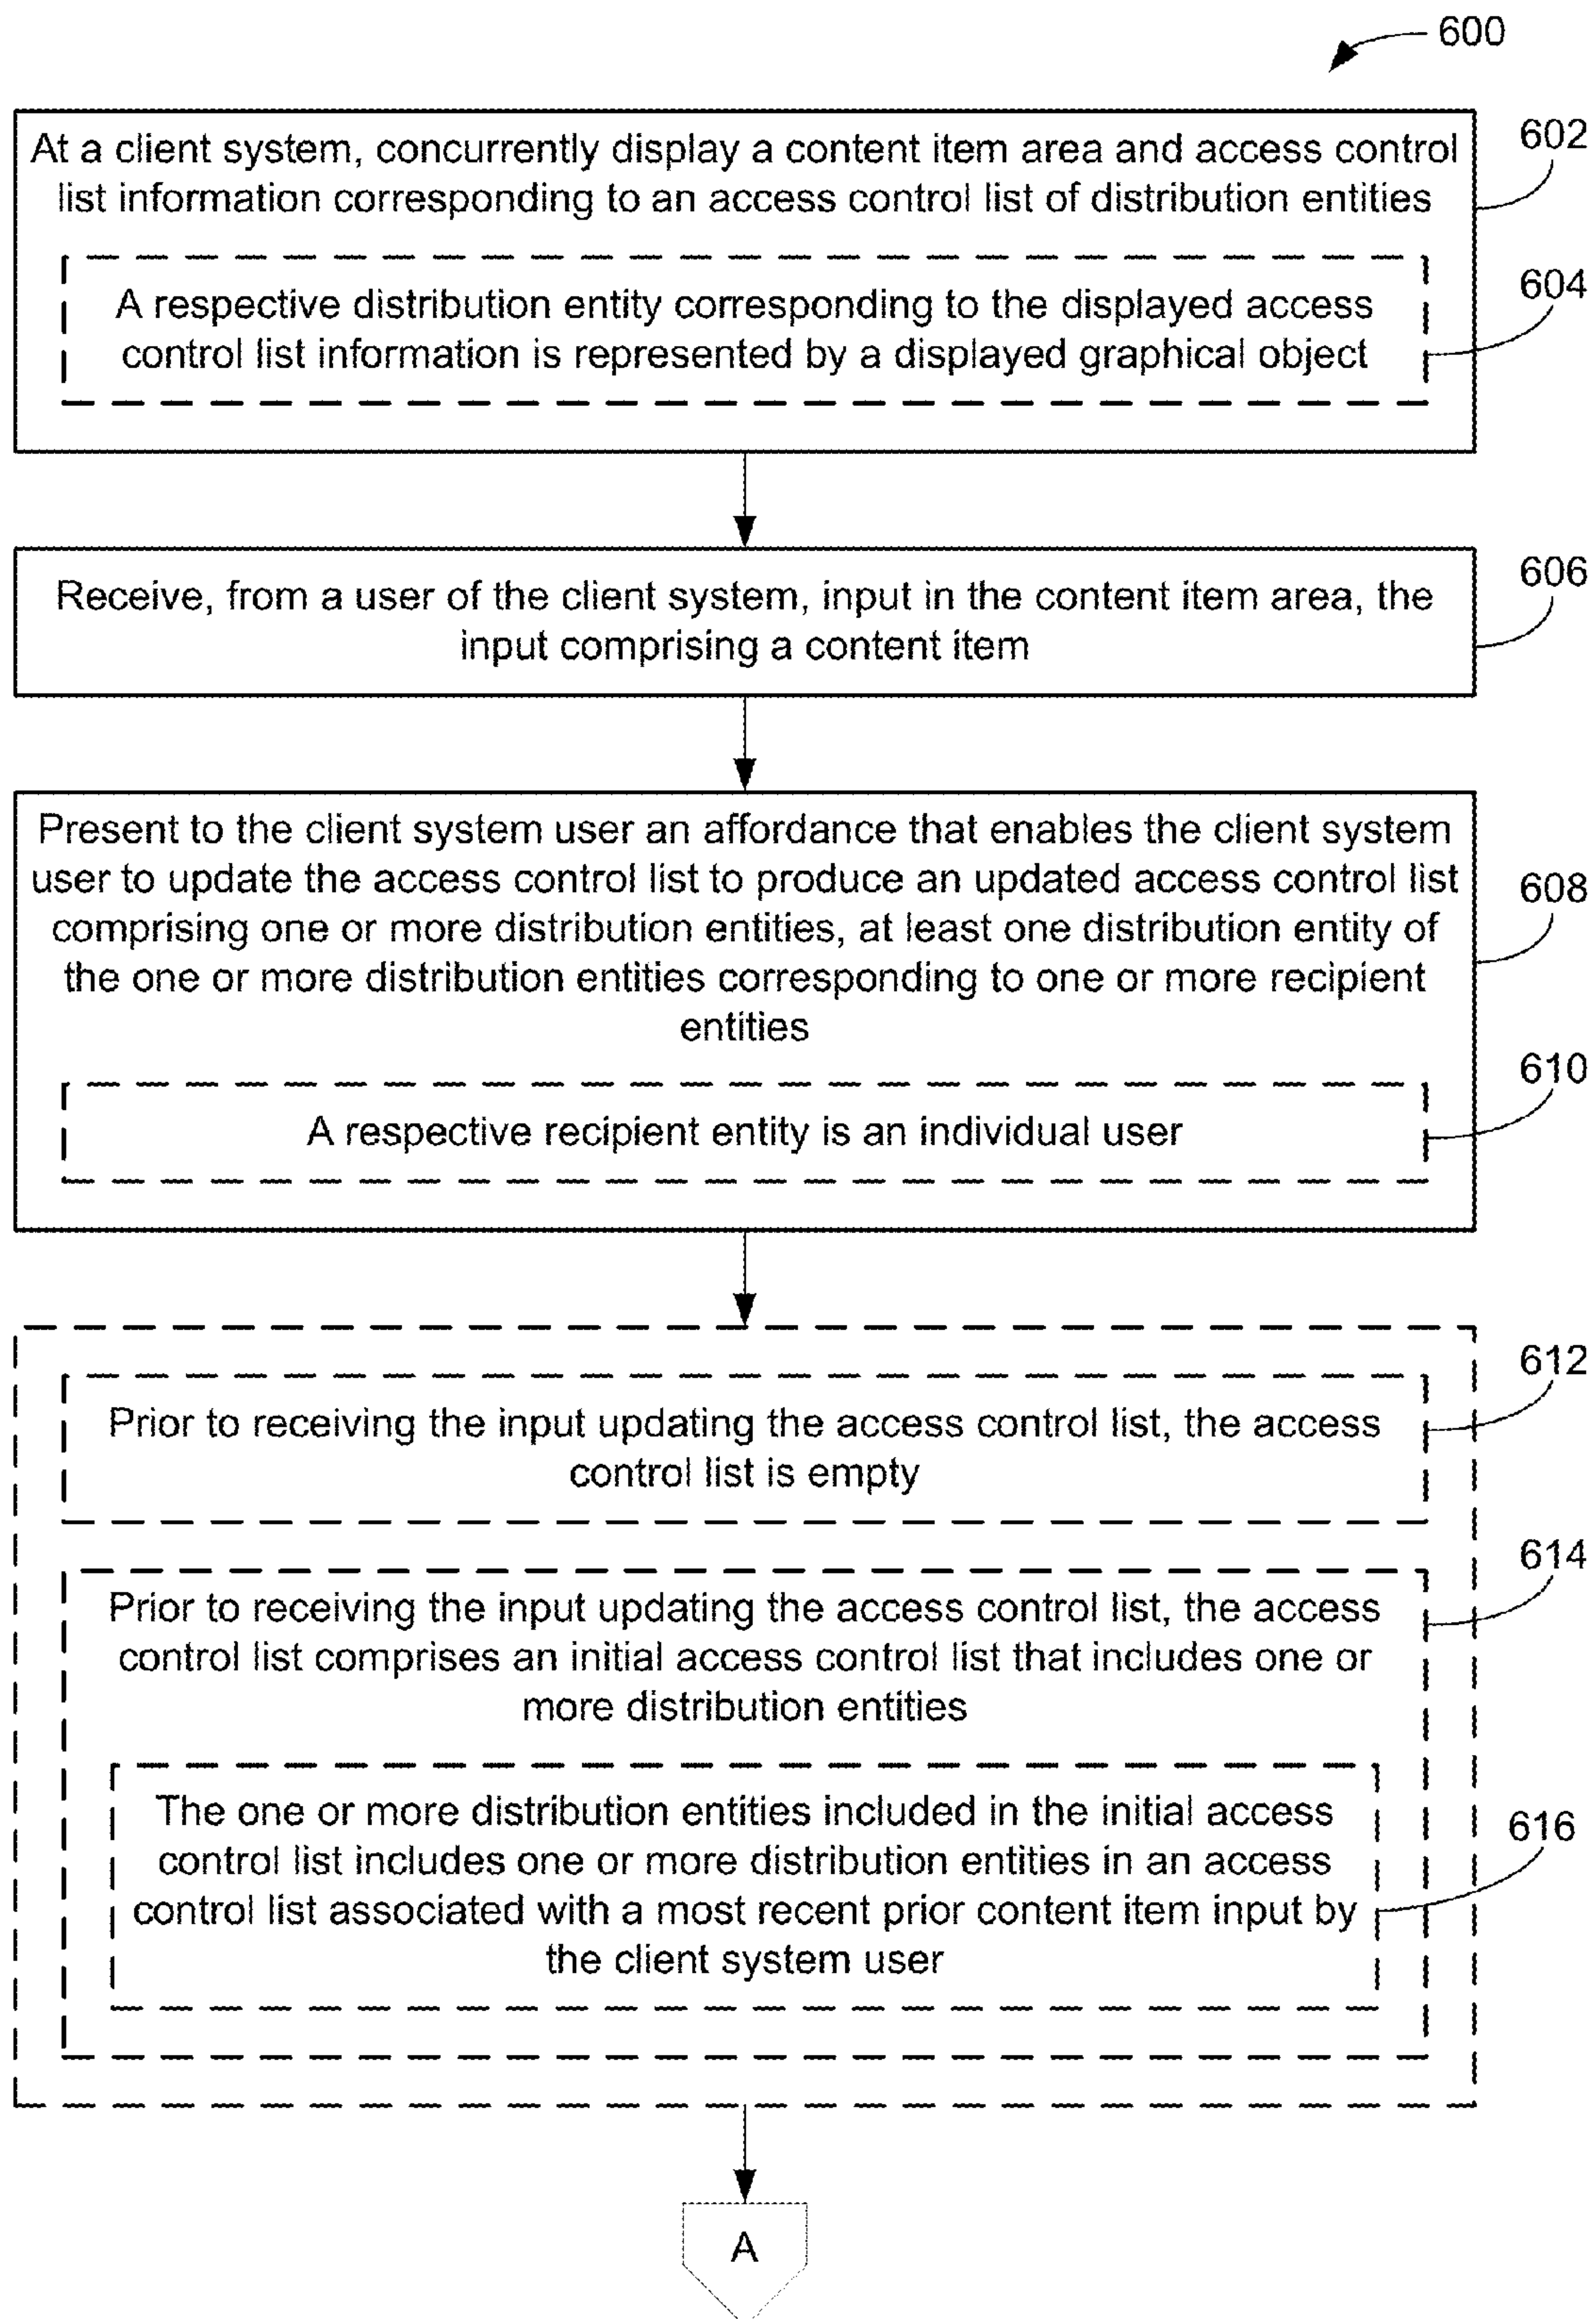 600
At a client system, concurrently display a content item area and access control
list information corresponding to an access control list of distribution entities
602
A respective distribution entity corresponding to the displayed access
control list information is represented by a displayed graphical object
604
Receive, from a user of the client system, input in the content item area, the
input comprising a content item
606
Present to the client system user an affordance that enables the client system
user to update the access control list to produce an updated access control list
comprising one or more distribution entities, at least one distribution entity of
the one or more distribution entities corresponding to one or more recipient
entities
608
A respective recipient entity is an individual user
610
Prior to receiving the input updating the access control list, the access
control list is empty
612
Prior to receiving the input updating the access control list, the access
control list comprises an initial access control list that includes one or
more distribution entities
614
The one or more distribution entities included in the initial access
control list includes one or more distribution entities in an access
control list associated with a most recent prior content item input by
the client system user
616
A